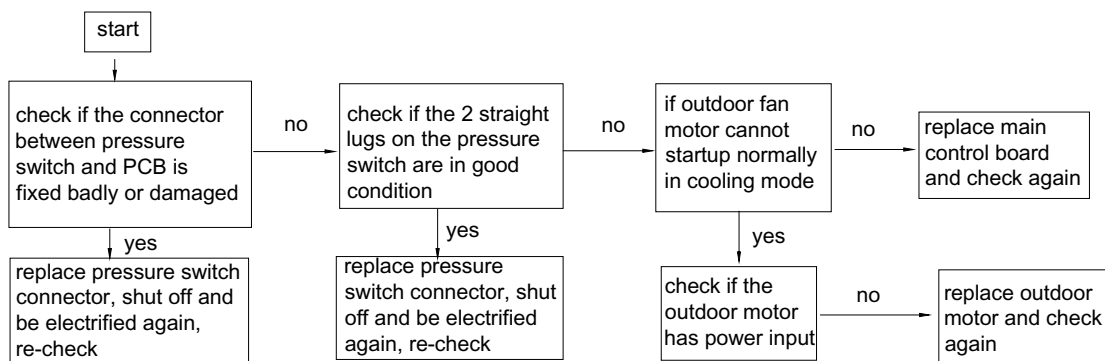 start
check if the connector
between pressure
switch and PCB is
fixed badly or damaged
no
check if the 2 straight
lugs on the pressure
switch are in good
condition
no
if outdoor fan
motor cannot
startup normally
in cooling mode
no
replace main
control board
and check again
yes
replace pressure switch
connector, shut off and
be electrified again,
re-check
yes
replace pressure
switch connector, shut
off and be electrified
again, re-check
yes
check if the
outdoor motor
has power input
no
replace outdoor
motor and check
again